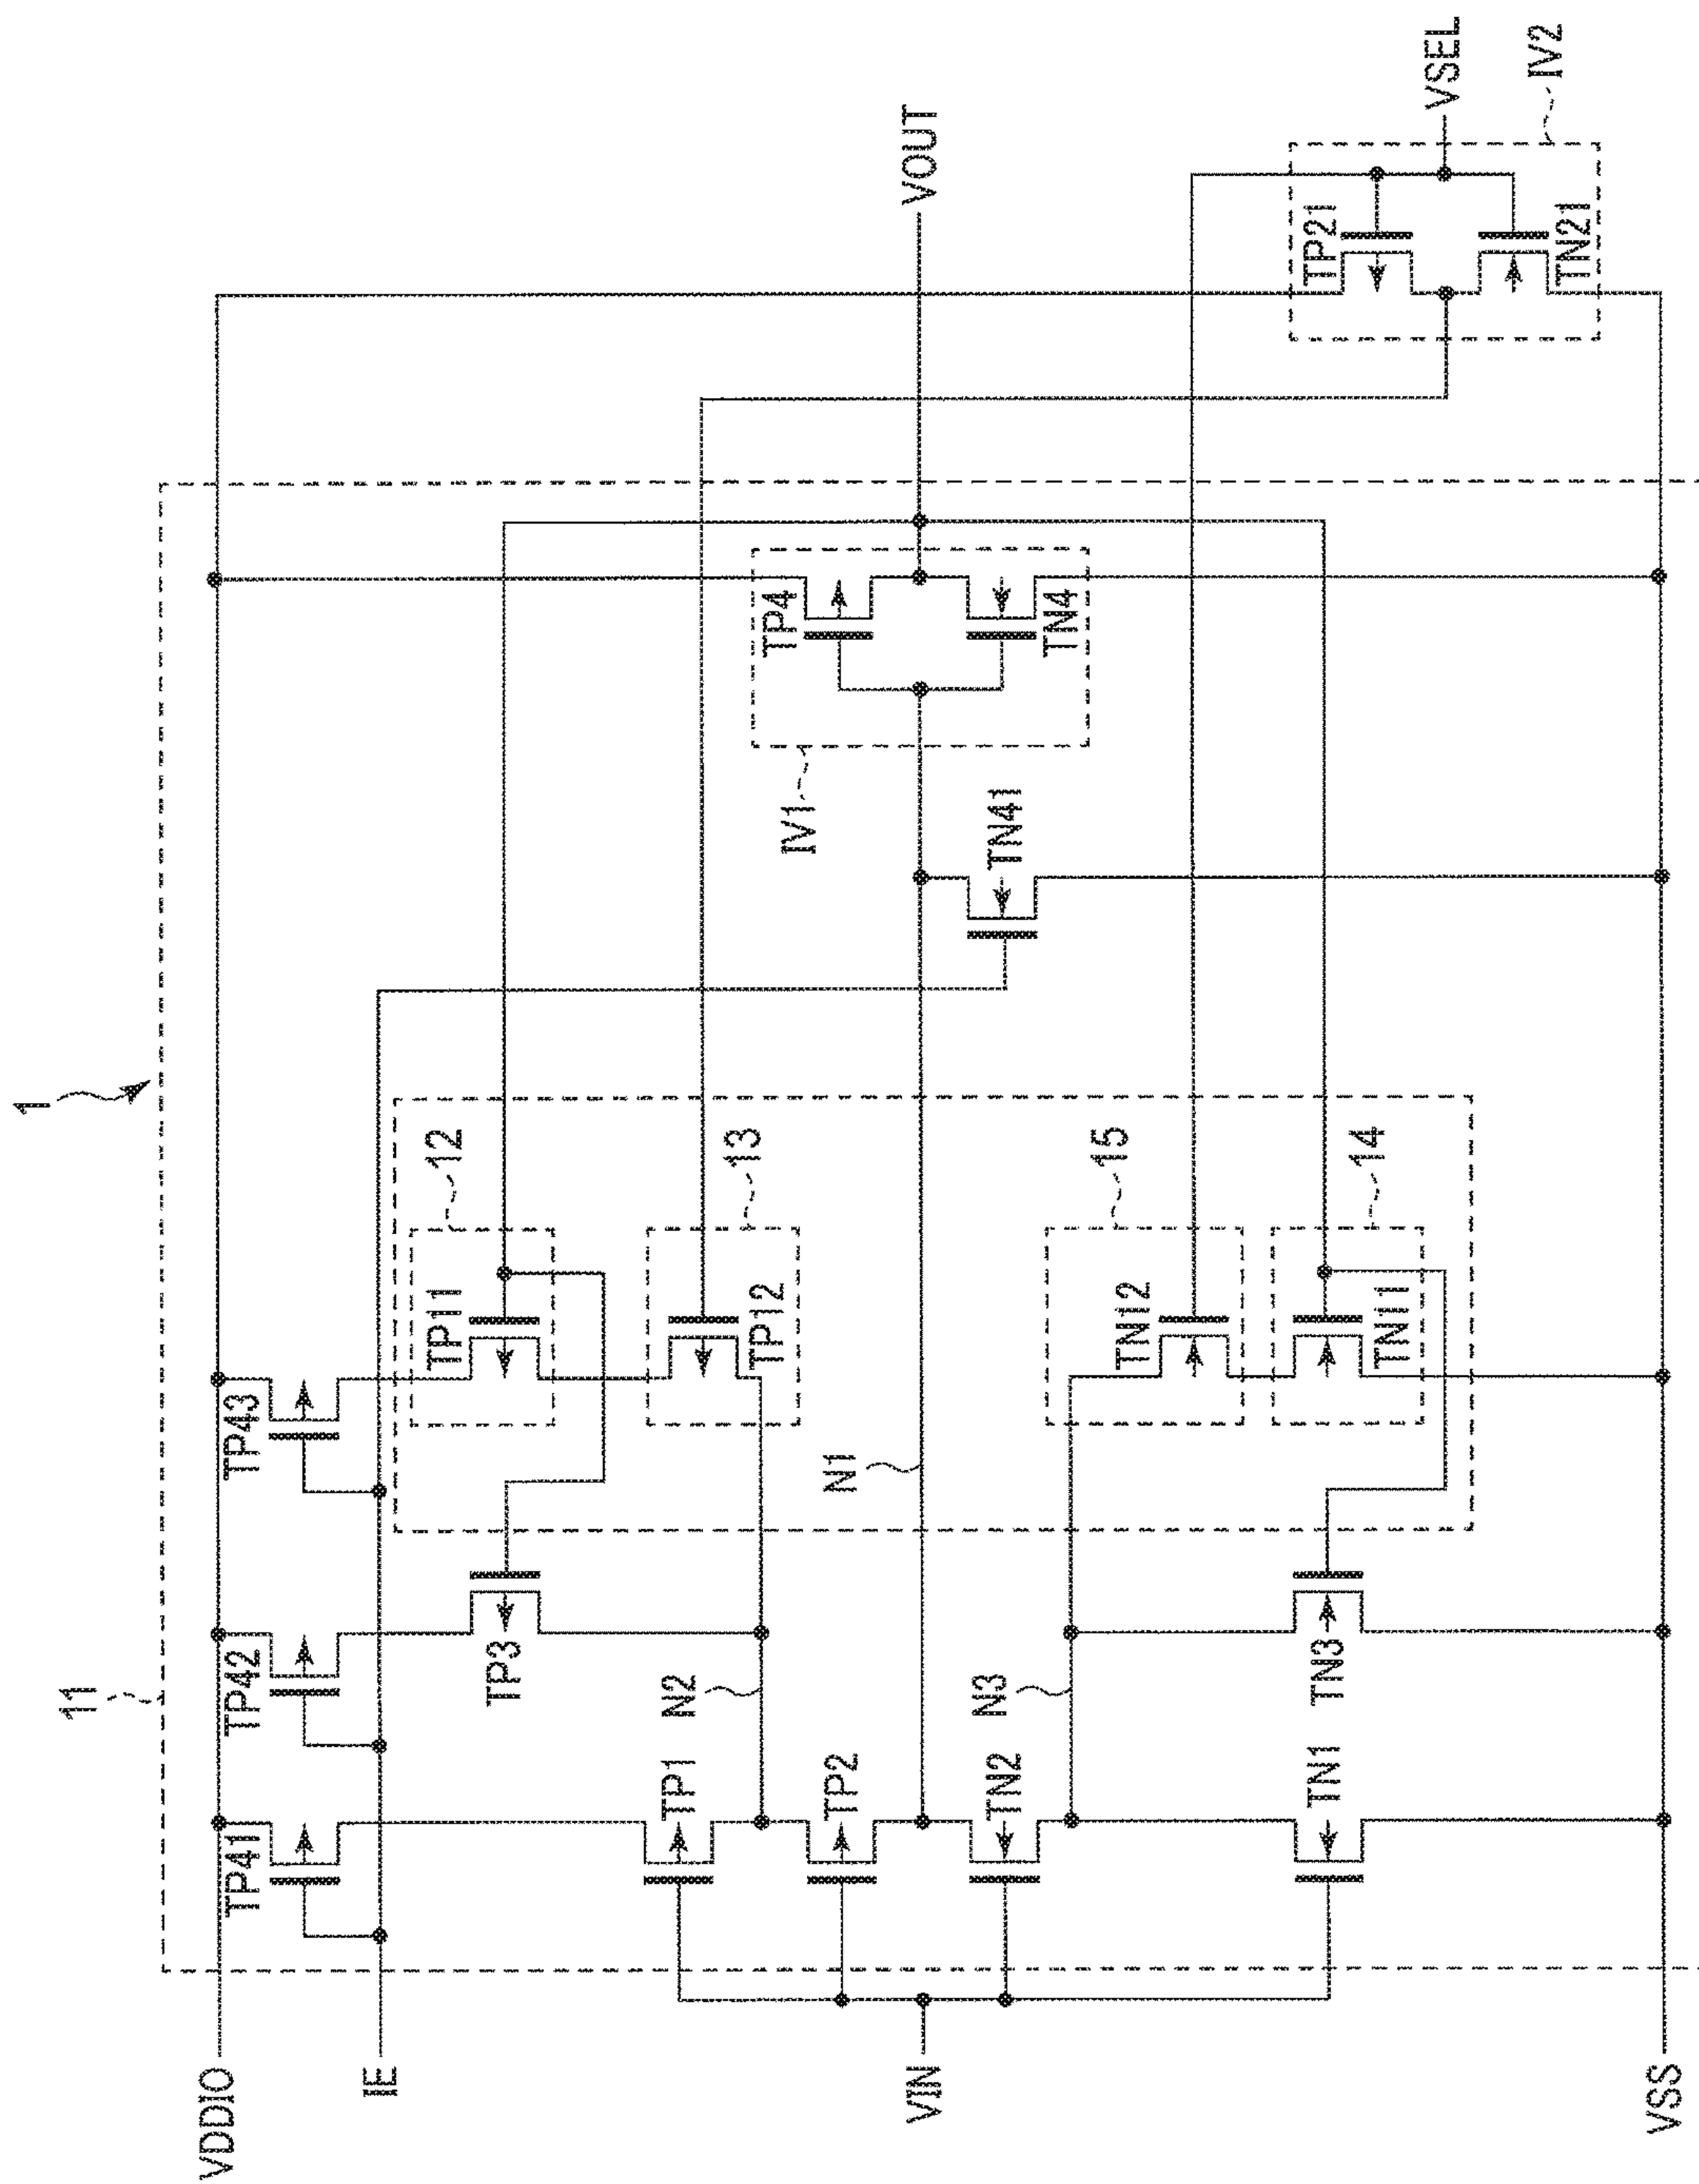 1
11
VDDIO
IE
VIN
VSS
TP41
TP42
TP43
TP1
TP2
TN2
TN1
TP3
TN3
N2
N3
N1
TP11
12
TP12
13
TN12
15
TN11
14
TN41
IV1
TP4
TN4
VOUT
TP21
TN21
VSEL
IV2